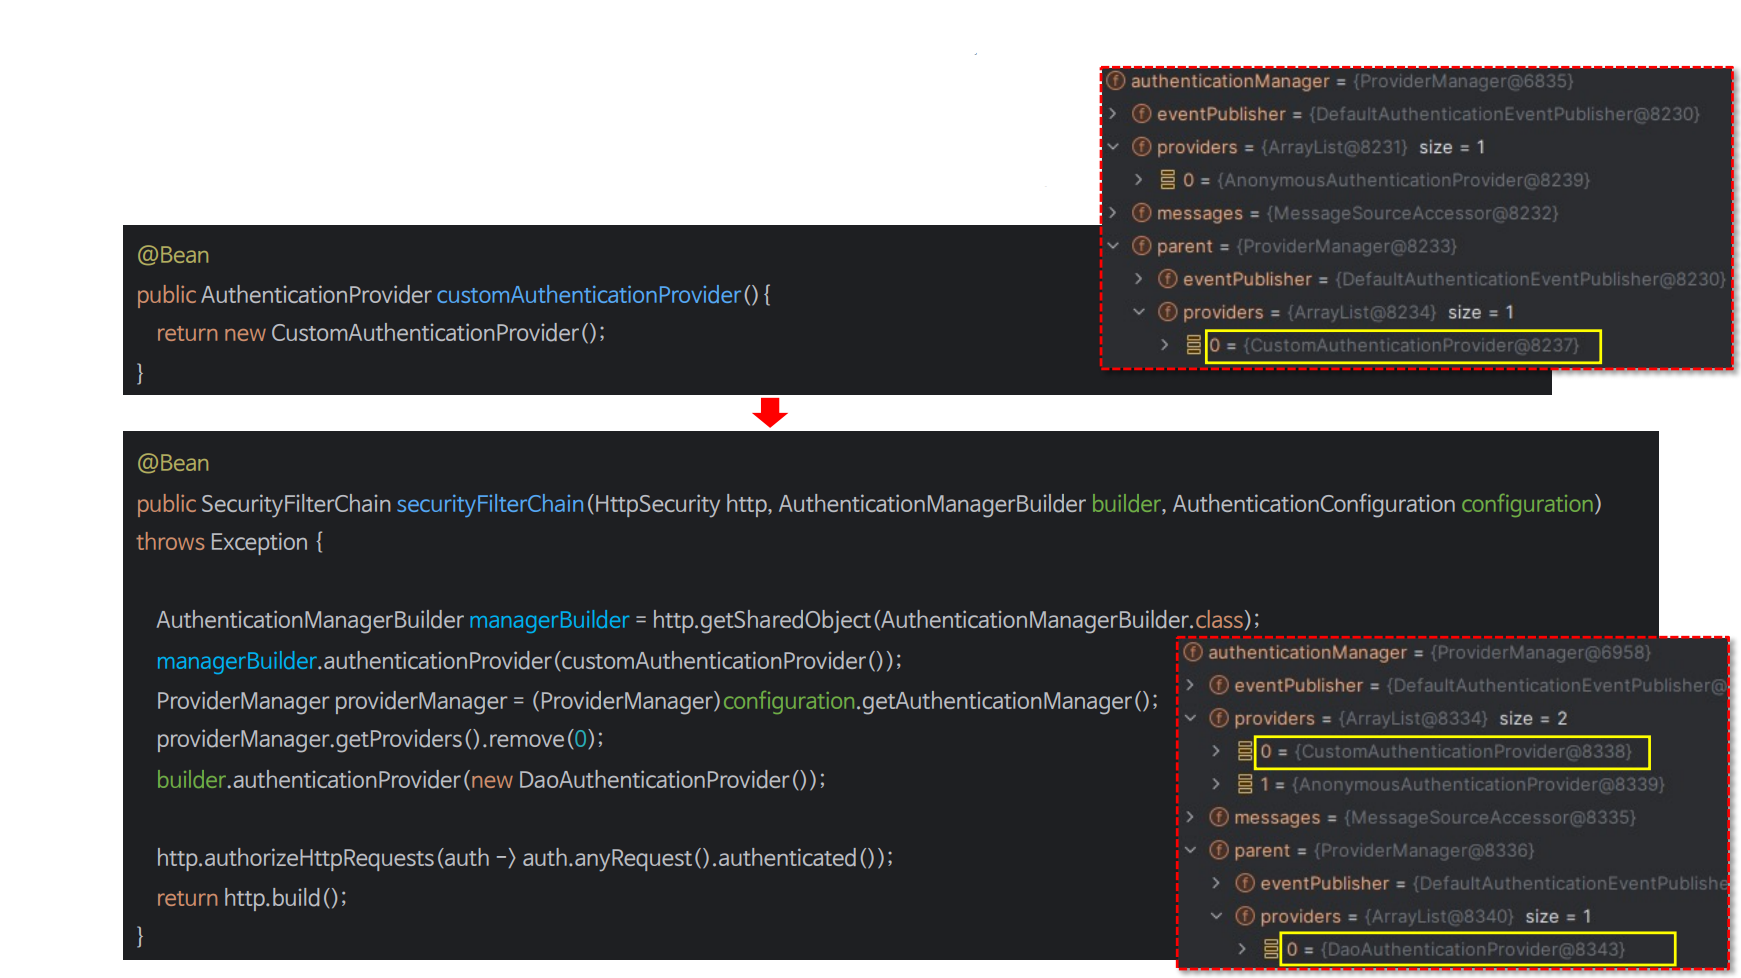 authenticationManager = {ProviderManager@6835}
eventPublisher = {DefaultAuthenticationEventPublisher@8230}
providers = {ArrayList@8231} size = 1
0 = {AnonymousAuthenticationProvider@8239}
messages = {MessageSourceAccessor@8232}
parent = {ProviderManager@8233}
eventPublisher = {DefaultAuthenticationEventPublisher@8230}
providers = {ArrayList@8234} size = 1
0 = {CustomAuthenticationProvider@8237}
@Bean
public AuthenticationProvider customAuthenticationProvider() {
return new CustomAuthenticationProvider();
}
@Bean
public SecurityFilterChain securityFilterChain(HttpSecurity http, AuthenticationManagerBuilder builder, AuthenticationConfiguration configuration)
throws Exception {
AuthenticationManagerBuilder managerBuilder = http.getSharedObject(AuthenticationManagerBuilder.class);
managerBuilder.authenticationProvider(customAuthenticationProvider());
ProviderManager providerManager = (ProviderManager)configuration.getAuthenticationManager();
providerManager.getProviders().remove(0);
builder.authenticationProvider(new DaoAuthenticationProvider());
http.authorizeHttpRequests(auth -> auth.anyRequest().authenticated());
return http.build();
}
authenticationManager = {ProviderManager@6958}
eventPublisher = {DefaultAuthenticationEventPublisher@
providers = {ArrayList@8334} size = 2
0 = {CustomAuthenticationProvider@8338}
1 = {AnonymousAuthenticationProvider@8339}
messages = {MessageSourceAccessor@8335}
parent = {ProviderManager@8336}
eventPublisher = {DefaultAuthenticationEventPublishe
providers = {ArrayList@8340} size = 1
0 = {DaoAuthenticationProvider@8343}